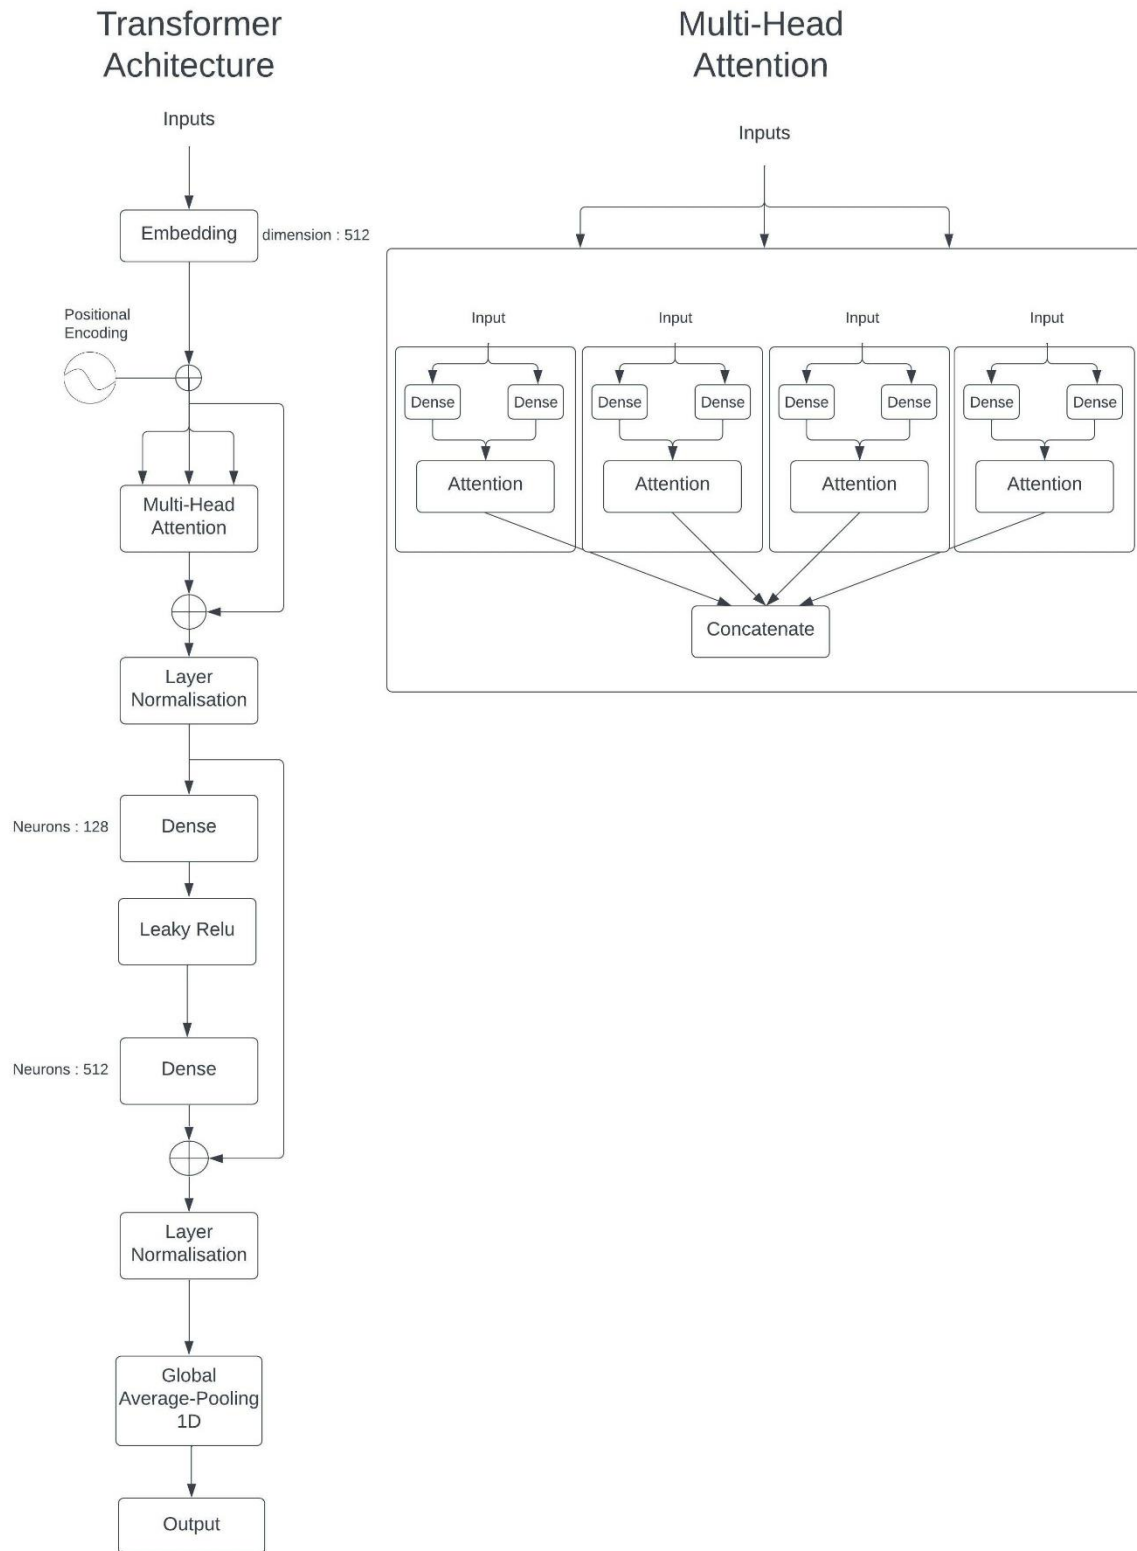 Transformer
Achitecture
Inputs
Embedding
dimension : 512
Positional
Encoding
Multi-Head
Attention
Layer
Normalisation
Neurons : 128
Dense
Leaky Relu
Neurons : 512
Dense
Layer
Normalisation
Global
Average-Pooling
1D
Output
Multi-Head
Attention
Inputs
Input
Input
Input
Input
Dense
Dense
Dense
Dense
Dense
Dense
Dense
Dense
Attention
Attention
Attention
Attention
Concatenate